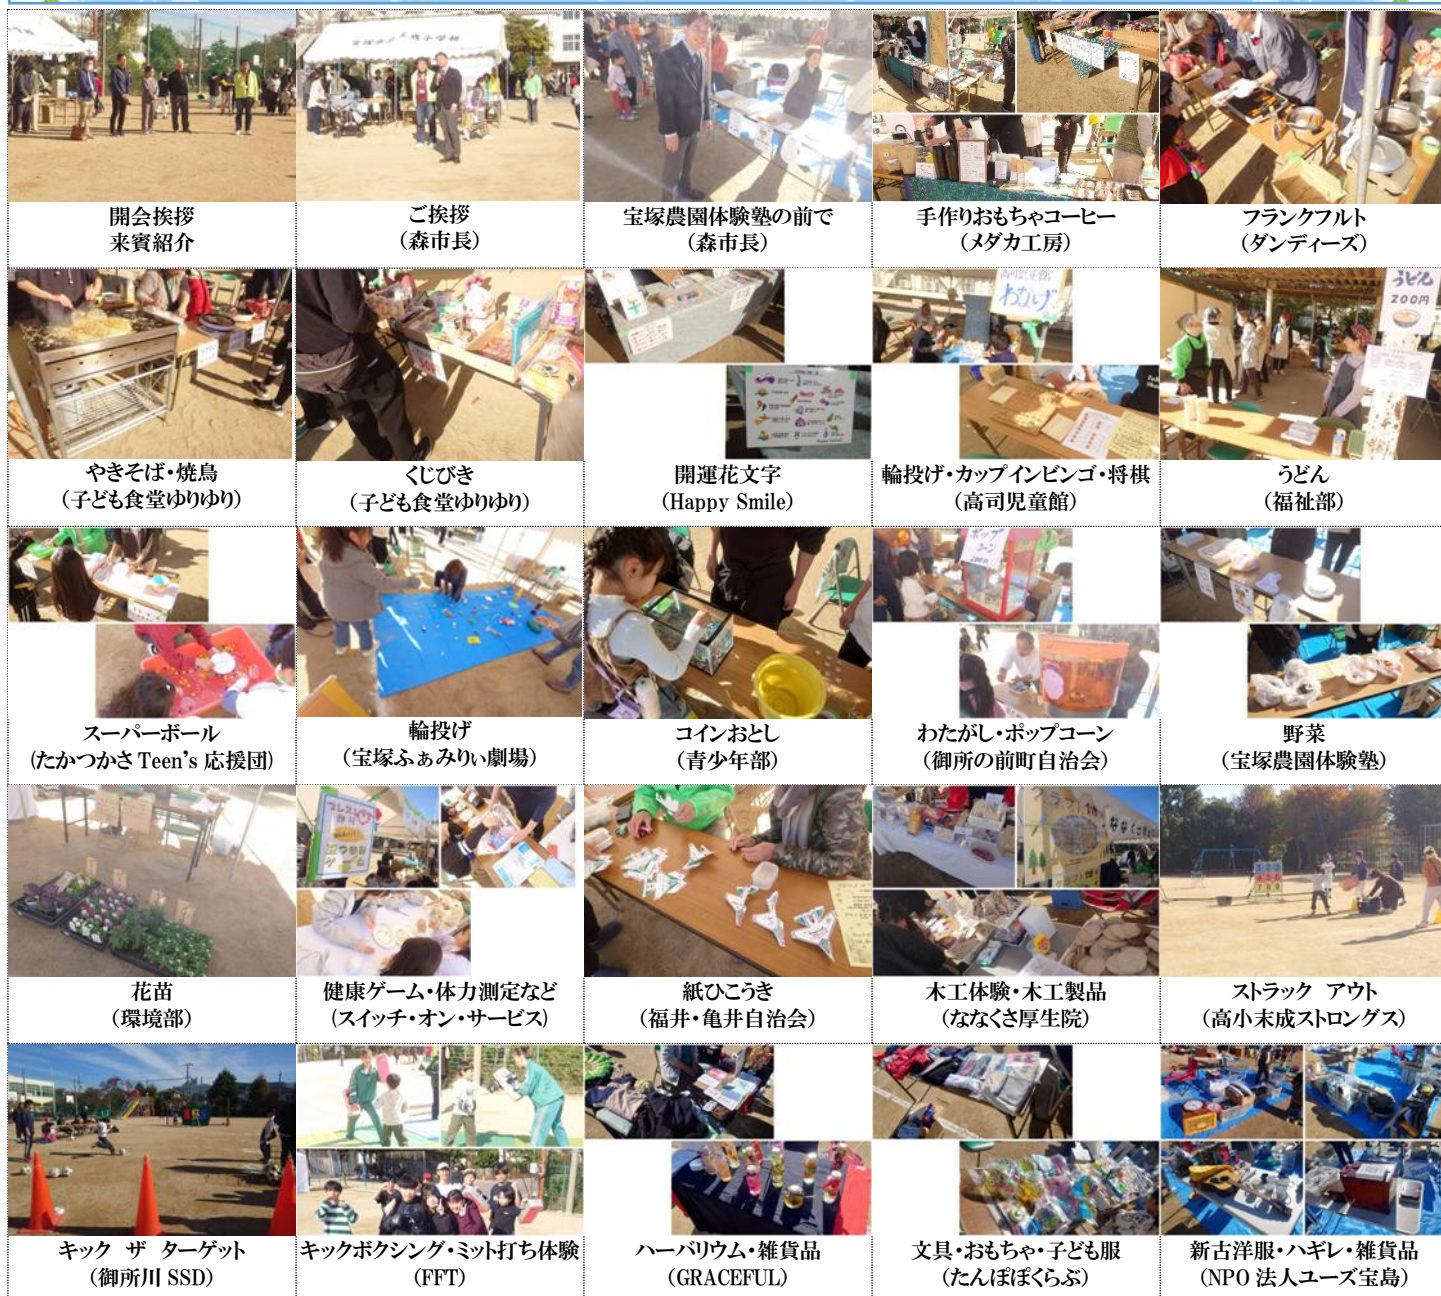 開会挨拶
来賓紹介
ご挨拶
（森市長）
宝塚農園体験塾の前で
（森市長）
手作りおもちゃコーヒー
（メダカ工房）
フランクフルト
（ダンディーズ）
うどん
200円
わなげ
やきそば・焼鳥
（子ども食堂ゆりゆり）
くじびき
（子ども食堂ゆりゆり）
開運花文字
（Happy Smile）
輪投げ・カップインビンゴ・将棋
（高司児童館）
うどん
（福祉部）
ポップ
コーン
スーパーボール
（たかつかさ Teen's 応援団）
輪投げ
（宝塚ふぁみりぃ劇場）
コインおとし
（青少年部）
わたがし・ポップコーン
（御所の前町自治会）
野菜
（宝塚農園体験塾）
花苗
（環境部）
健康ゲーム・体力測定など
（スイッチ・オン・サービス）
紙ひこうき
（福井・亀井自治会）
木工体験・木工製品
（ななくさ厚生院）
ストラック アウト
（高小末成ストロングス）
キック ザ ターゲット
（御所川 SSD）
キックボクシング・ミット打ち体験
（FFT）
ハーバリウム・雑貨品
（GRACEFUL）
文具・おもちゃ・子ども服
（たんぽぽくらぶ）
新古洋服・ハギレ・雑貨品
（NPO 法人ユーズ宝島）